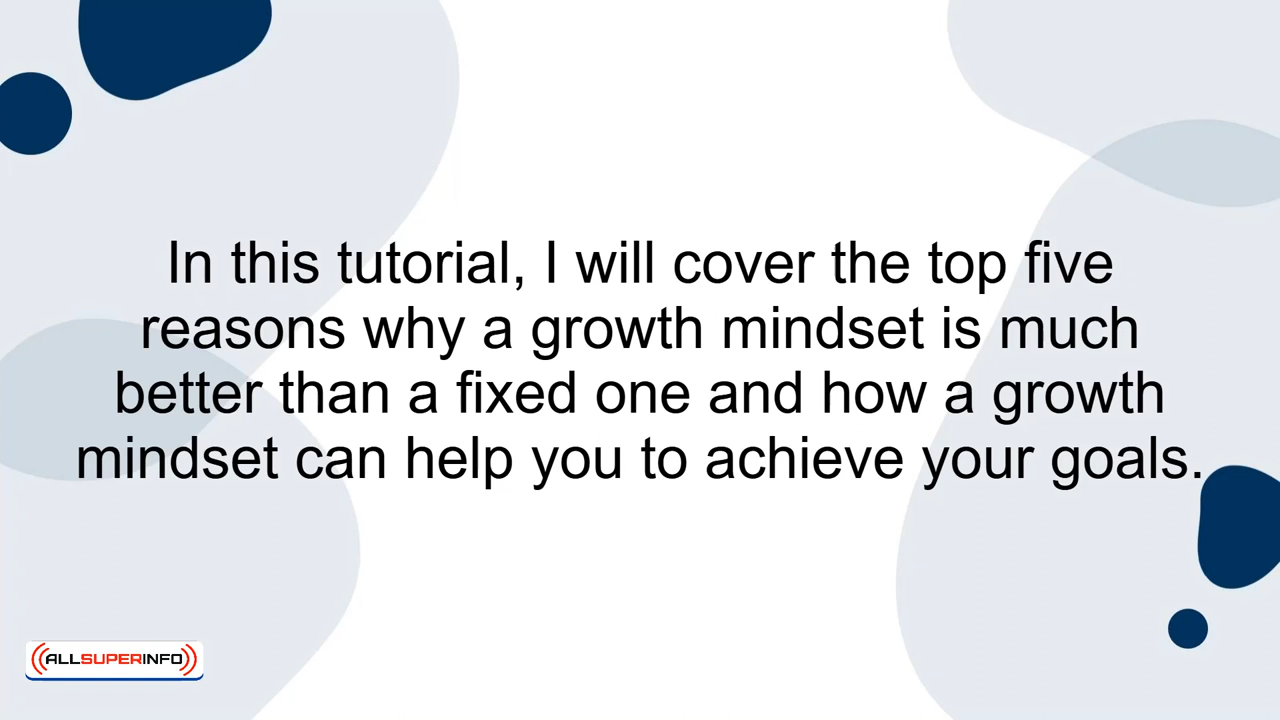 In this tutorial, I will cover the top five
reasons why a growth mindset is much
better than a fixed one and how a growth
mindset can help you to achieve your goals.
ALLSUPERINFO